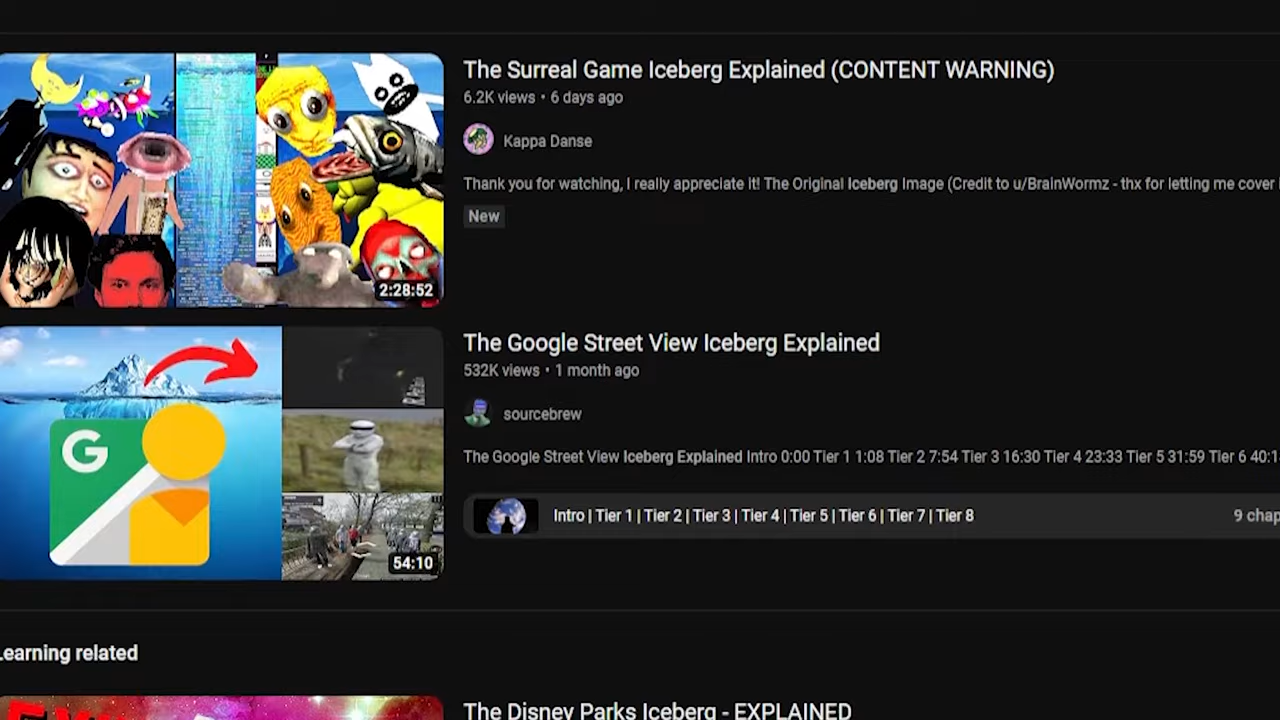 The Surreal Game Iceberg Explained (CONTENT WARNING)
6.2K views • 6 days ago
Kappa Danse
Thank you for watching, I really appreciate it! The Original Iceberg Image (Credit to u/BrainWormz - thx for letting me cover
New
2:28:52
The Google Street View Iceberg Explained
532K views • 1 month ago
sourcebrew
The Google Street View Iceberg Explained Intro 0:00 Tier 1 1:08 Tier 2 7:54 Tier 3 16:30 Tier 4 23:33 Tier 5 31:59 Tier 6 40:1
G
Intro | Tier 1 | Tier 2 | Tier 3 | Tier 4 | Tier 5 | Tier 6 | Tier 7 | Tier 8
9 chap
54:10
Learning related
The Disney Parks Iceberg - EXPLAINED